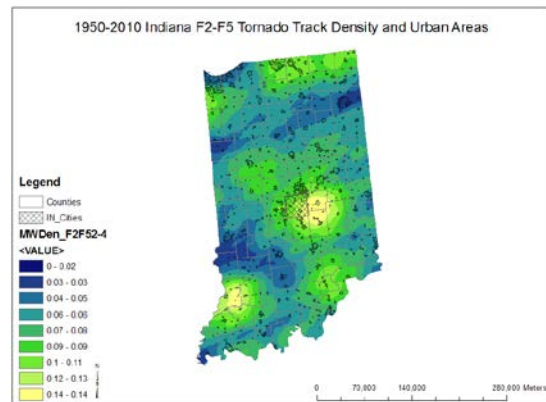 1950-2010 Indiana F2-F5 Tornado Track Density and Urban Areas
Legend
Counties
IN_Cities
MWDen_F2F52-4
<VALUE>
0 - 0.02
0.03 - 0.03
0.04 - 0.05
0.06 - 0.06
0.07 - 0.08
0.09 - 0.09
0.1 - 0.11
0.12 - 0.13
0.14 - 0.14
0 70,000 140,000 280,000 Meters